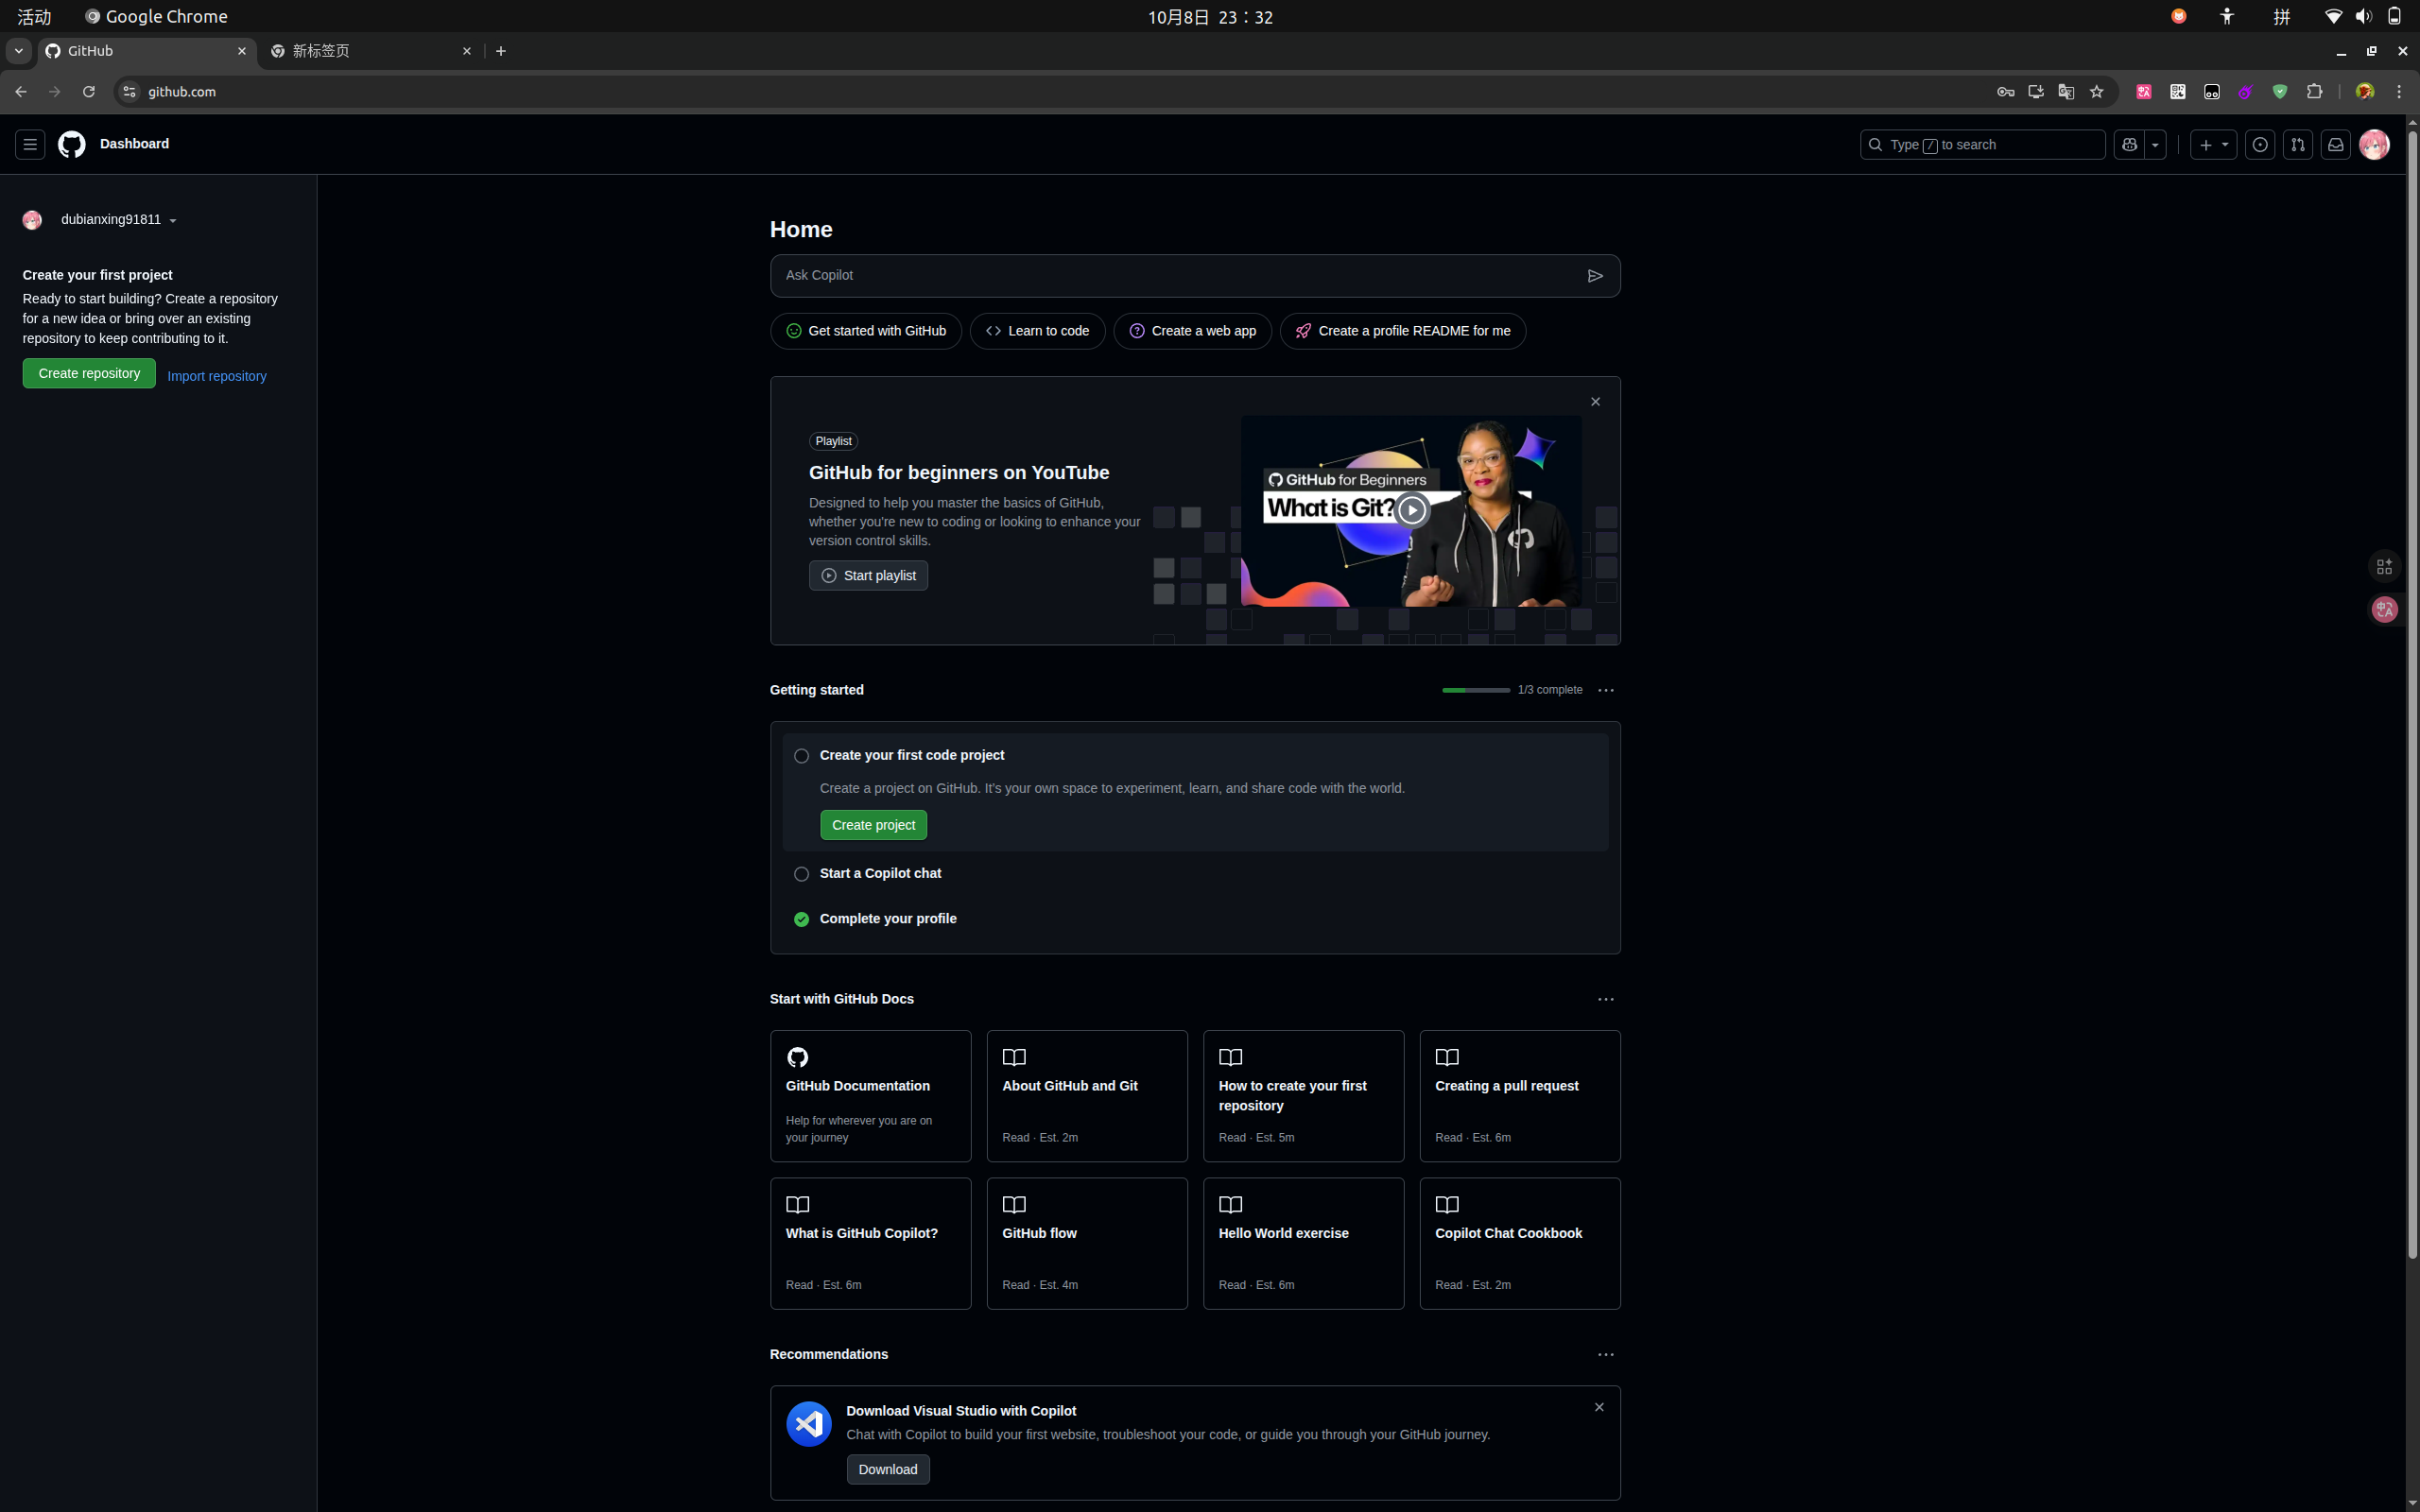 活动
Google Chrome
10月8日 23：32
拼
GitHub
新标签页
github.com
Dashboard
Type / to search
dubianxing91811
Create your first project
Ready to start building? Create a repository
for a new idea or bring over an existing
repository to keep contributing to it.
Create repository
Import repository
Home
Ask Copilot
Get started with GitHub
Learn to code
Create a web app
Create a profile README for me
Playlist
GitHub for beginners on YouTube
Designed to help you master the basics of GitHub,
whether you're new to coding or looking to enhance your
version control skills.
Start playlist
GitHub for Beginners
What is Git?
Getting started
1/3 complete
Create your first code project
Create a project on GitHub. It's your own space to experiment, learn, and share code with the world.
Create project
Start a Copilot chat
Complete your profile
Start with GitHub Docs
GitHub Documentation
Help for wherever you are on
your journey
About GitHub and Git
Read · Est. 2m
How to create your first
repository
Read · Est. 5m
Creating a pull request
Read · Est. 6m
What is GitHub Copilot?
Read · Est. 6m
GitHub flow
Read · Est. 4m
Hello World exercise
Read · Est. 6m
Copilot Chat Cookbook
Read · Est. 2m
Recommendations
Download Visual Studio with Copilot
Chat with Copilot to build your first website, troubleshoot your code, or guide you through your GitHub journey.
Download